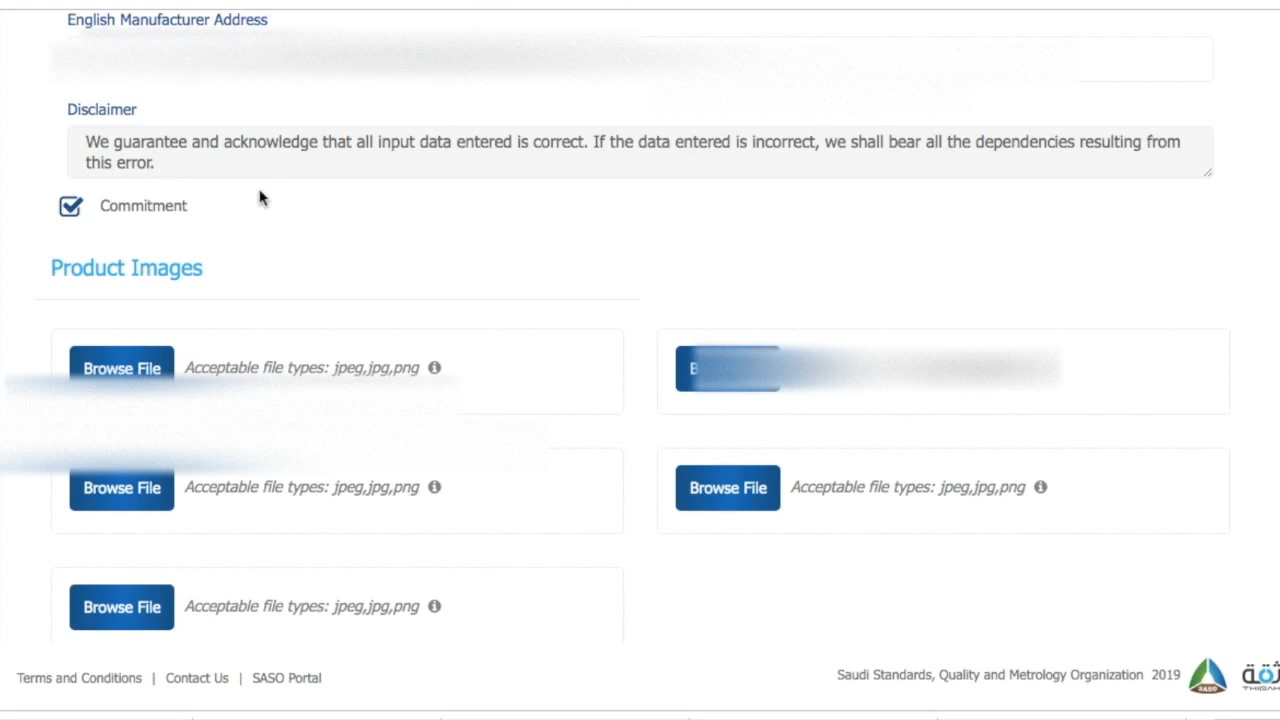 English Manufacturer Address
Disclaimer
We guarantee and acknowledge that all input data entered is correct. If the data entered is incorrect, we shall bear all the dependencies resulting from
this error.
Commitment
Product Images
Browse File Acceptable file types: jpeg,jpg,png
Browse File Acceptable file types: jpeg,jpg,png
Browse File Acceptable file types: jpeg,jpg,png
Browse File Acceptable file types: jpeg,jpg,png
Terms and Conditions | Contact Us | SASO Portal
Saudi Standards, Quality and Metrology Organization 2019
SASO